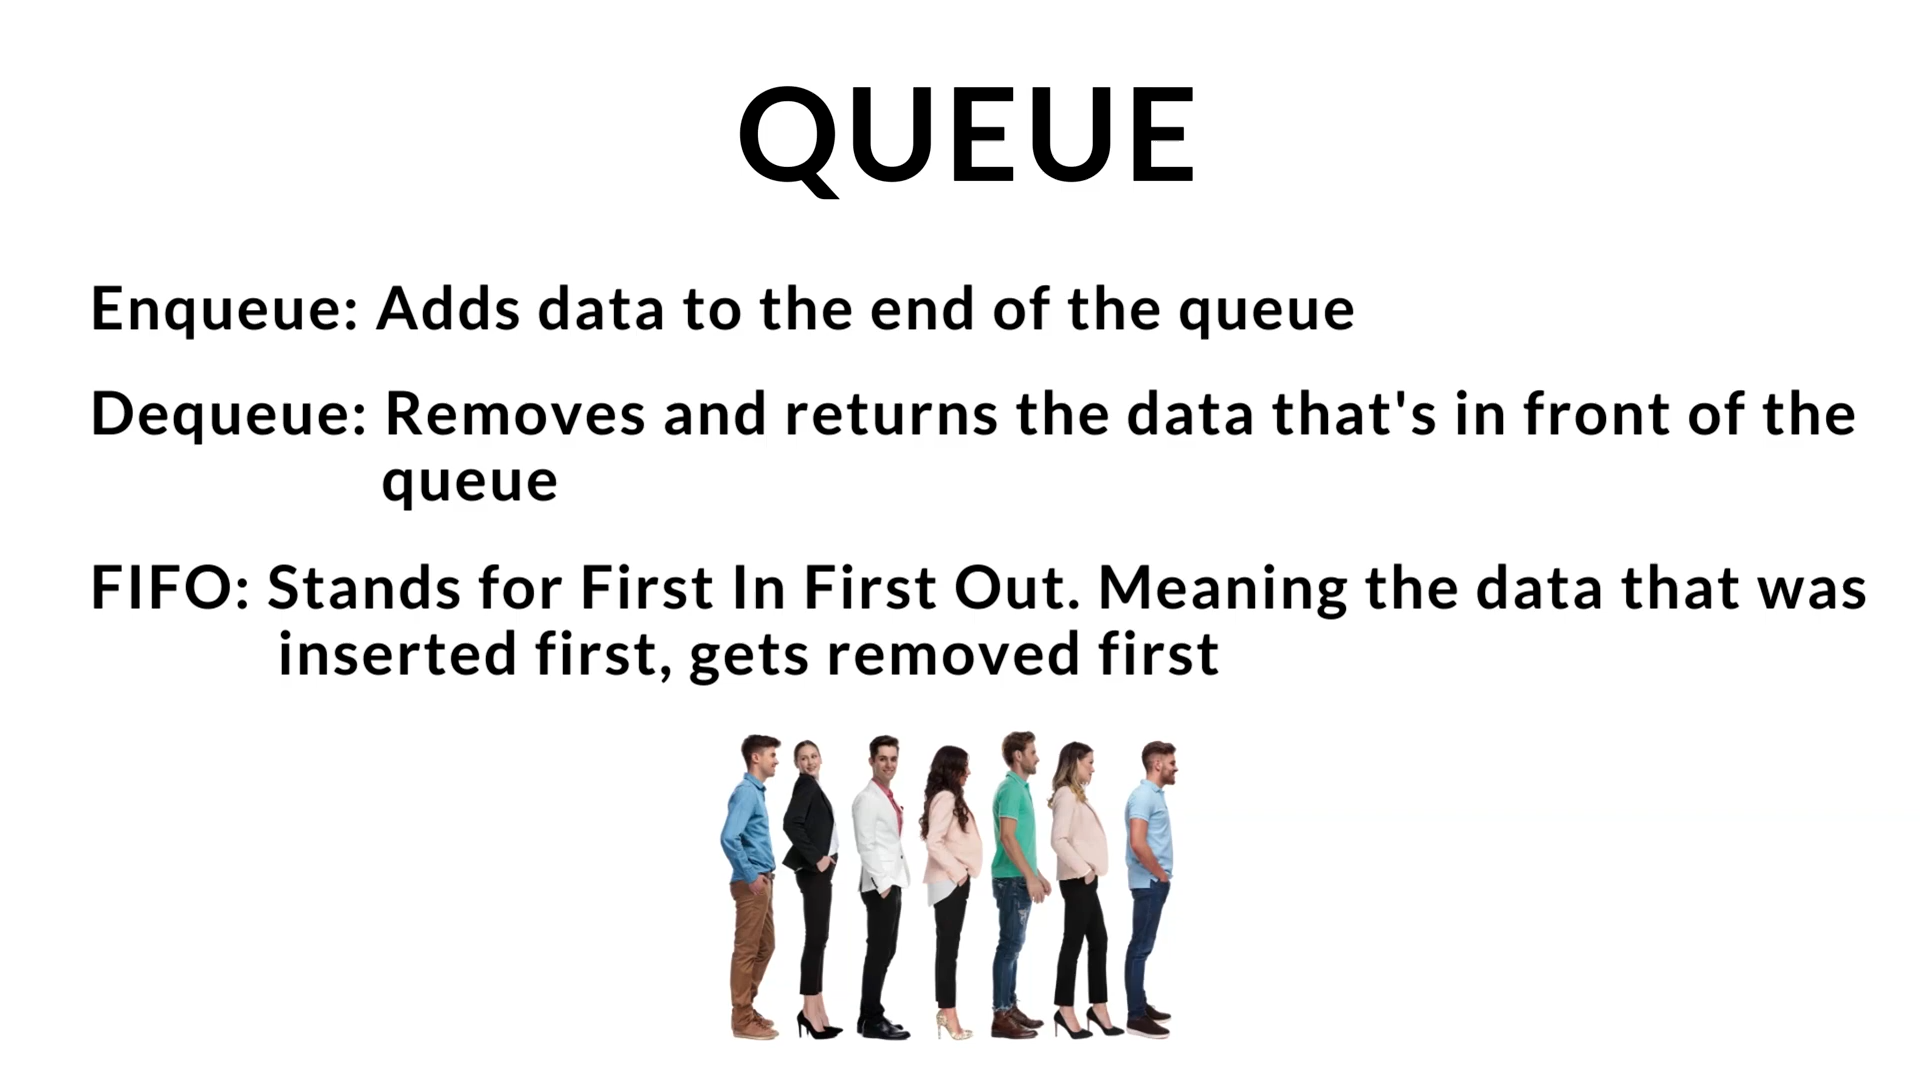 QUEUE
Enqueue: Adds data to the end of the queue
Dequeue: Removes and returns the data that's in front of the
queue
FIFO: Stands for First In First Out. Meaning the data that was
inserted first, gets removed first